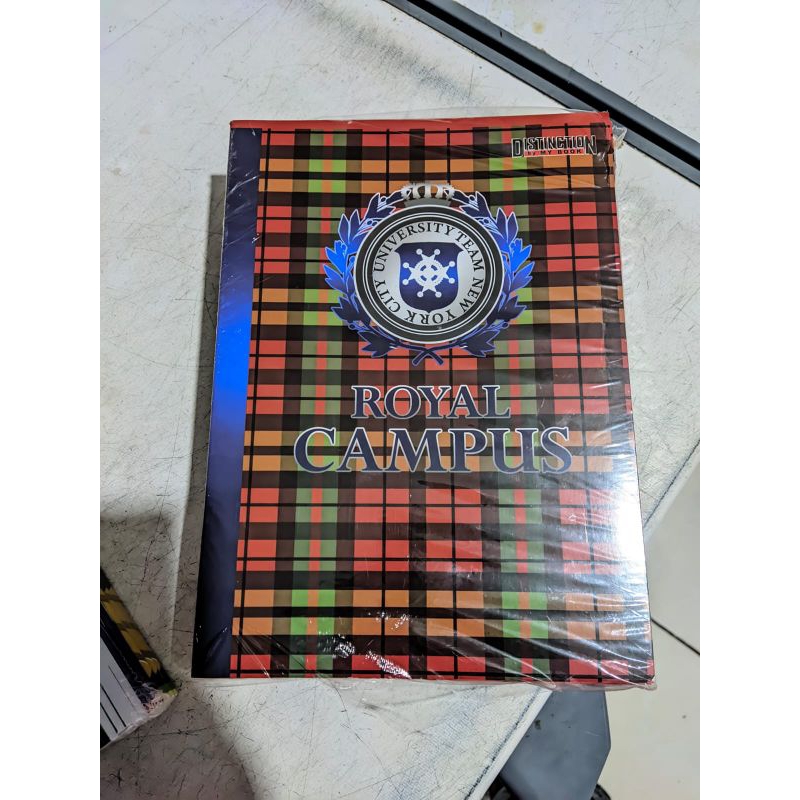 DISTINCTION
by MY BOOK
UNIVERSITY TEAM NEW YORK CITY
ROYAL
CAMPUS